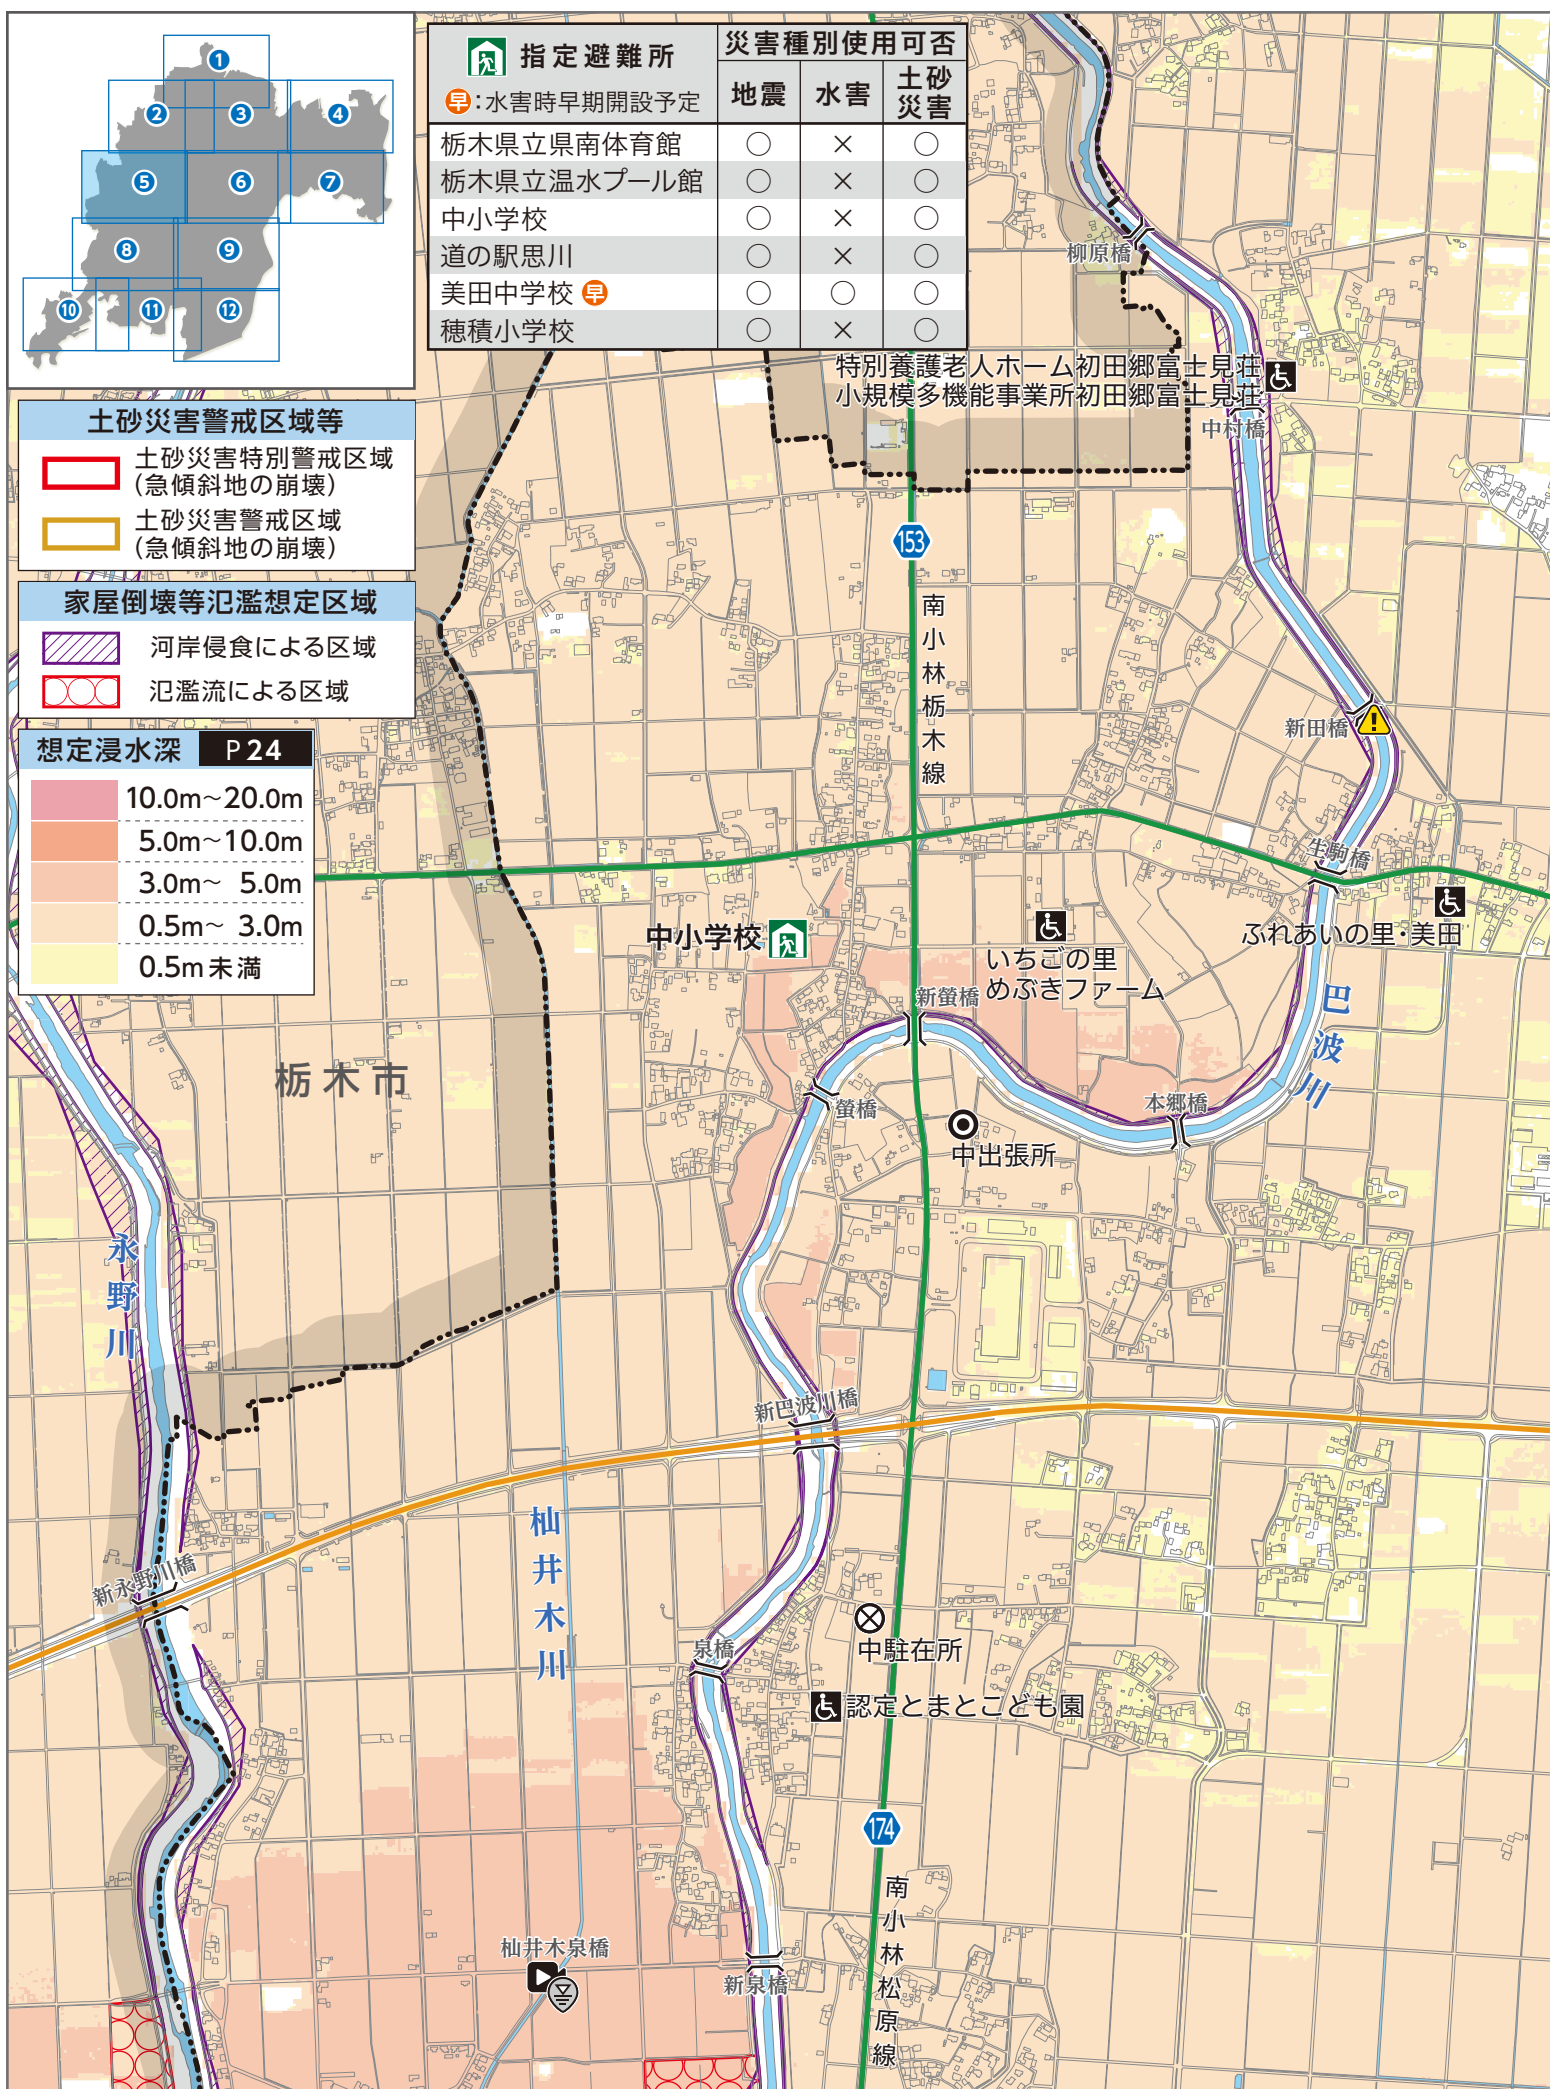 1
2
3
4
5
6
7
8
9
10
11
12
指定避難所
早:水害時早期開設予定
災害種別使用可否
地震 水害 土砂災害
栃木県立県南体育館 ○ × ○
栃木県立温水プール館 ○ × ○
中小学校 ○ × ○
道の駅思川 ○ × ○
美田中学校 早 ○ ○ ○
穂積小学校 ○ × ○
土砂災害警戒区域等
土砂災害特別警戒区域
(急傾斜地の崩壊)
土砂災害警戒区域
(急傾斜地の崩壊)
家屋倒壊等氾濫想定区域
河岸侵食による区域
氾濫流による区域
想定浸水深 P24
10.0m～20.0m
5.0m～10.0m
3.0m～ 5.0m
0.5m～ 3.0m
0.5m未満
柳原橋
特別養護老人ホーム初田郷富士見荘
小規模多機能事業所初田郷富士見荘
中村橋
153
南小林栃木線
新田橋
生駒橋
ふれあいの里・美田
中小学校
いちごの里
めぶきファーム
新螢橋
巴波川
栃木市
螢橋
本郷橋
中出張所
永野川
新巴波川橋
杣井木川
新永野川橋
泉橋
中駐在所
認定とまとこども園
174
南小林松原線
杣井木泉橋
新泉橋